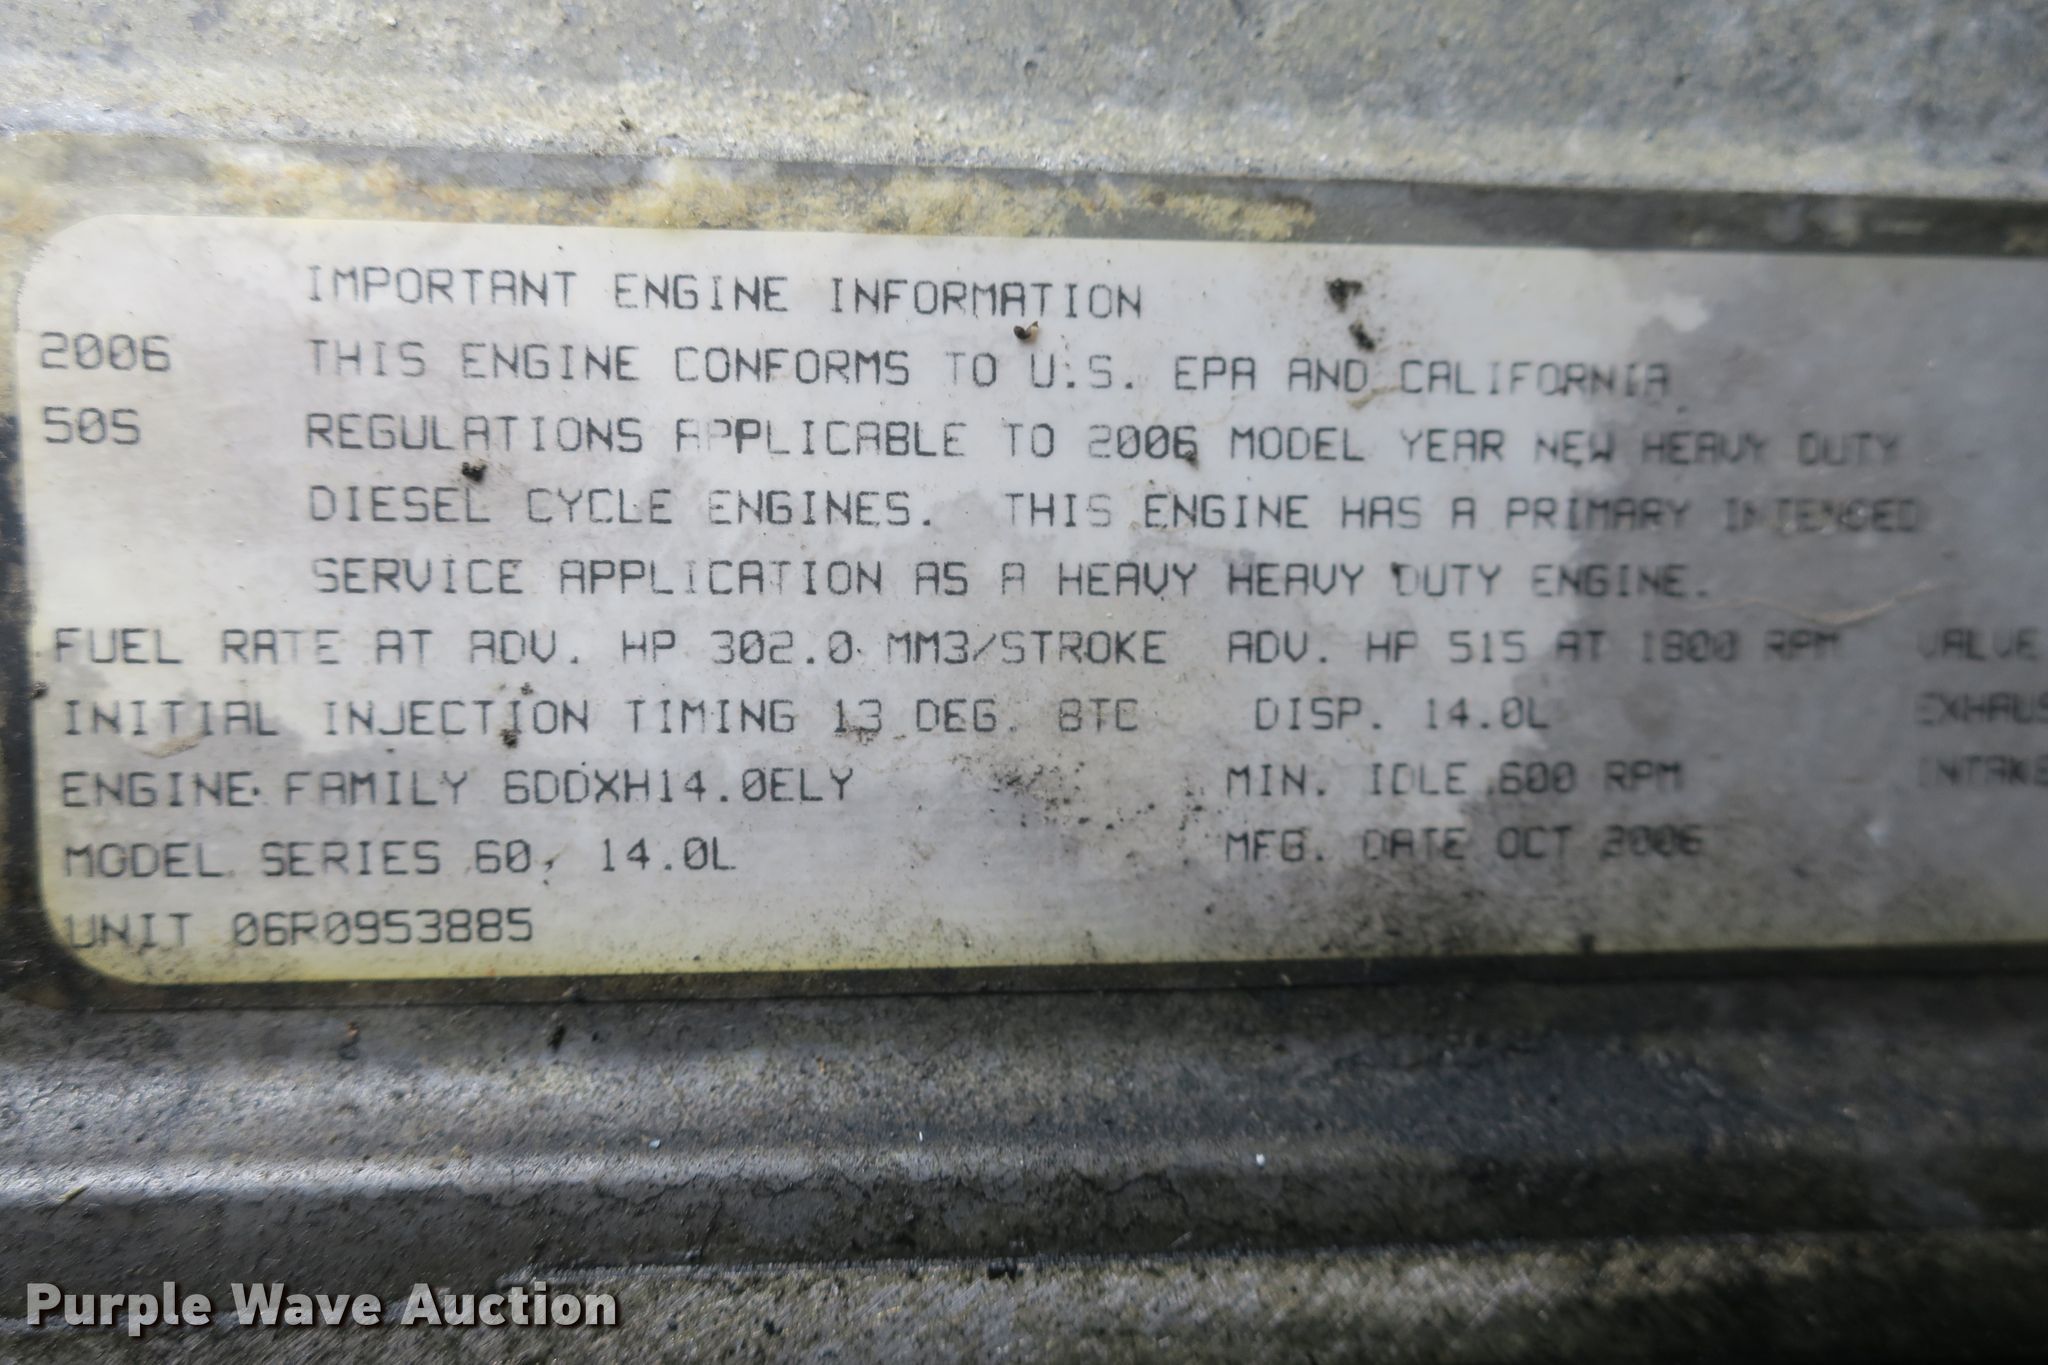 IMPORTANT ENGINE INFORMATION
2006 THIS ENGINE CONFORMS TO U.S. EPA AND CALIFORNIA
50S REGULATIONS APPLICABLE TO 2006 MODEL YEAR NEW HEAVY DUTY
DIESEL CYCLE ENGINES. THIS ENGINE HAS A PRIMARY INTENDED
SERVICE APPLICATION AS A HEAVY HEAVY DUTY ENGINE.
FUEL RATE AT ADV. HP 302.0 MM3/STROKE ADV. HP 515 AT 1800 RPM VALVE
INITIAL INJECTION TIMING 13 DEG. BTC DISP. 14.0L EXHAUS
ENGINE FAMILY 6DDXH14.0ELY MIN. IDLE 600 RPM INTAKE
MODEL SERIES 60, 14.0L MFG. DATE OCT 2006
UNIT 06R0953885
Purple Wave Auction